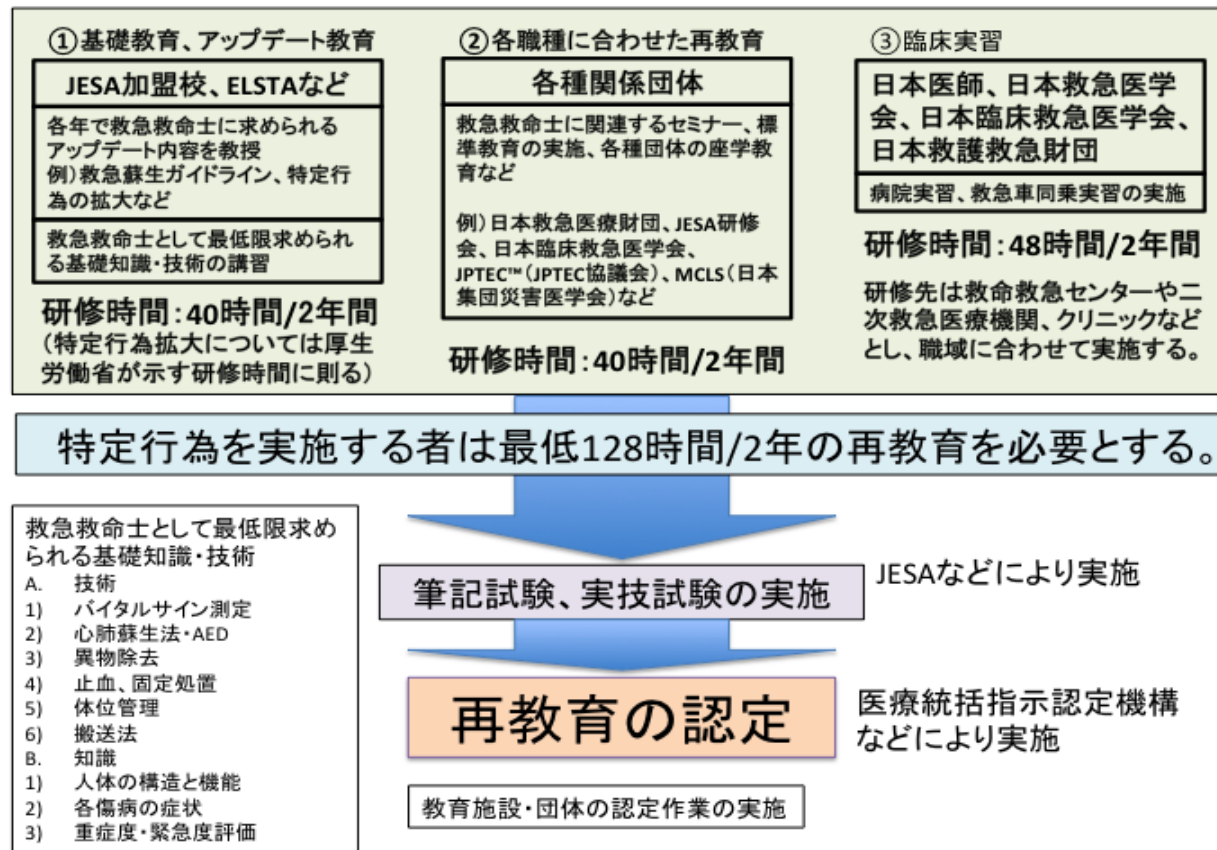 ①基礎教育、アップデート教育
JESA加盟校、ELSTAなど
各年で救急救命士に求められる
アップデート内容を教授
例)救急蘇生ガイドライン、特定行
為の拡大など
救急救命士として最低限求められ
る基礎知識・技術の講習
研修時間:40時間/2年間
(特定行為拡大については厚生
労働省が示す研修時間に則る)
②各職種に合わせた再教育
各種関係団体
救急救命士に関連するセミナー、標
準教育の実施、各種団体の座学教
育など
例)日本救急医療財団、JESA研修
会、日本臨床救急医学会、
JPTEC™(JPTEC協議会)、MCLS(日本
集団災害医学会)など
研修時間:40時間/2年間
③臨床実習
日本医師、日本救急医学
会、日本臨床救急医学会、
日本救護救急財団
病院実習、救急車同乗実習の実施
研修時間:48時間/2年間
研修先は救命救急センターや二
次救急医療機関、クリニックなど
とし、職域に合わせて実施する。
特定行為を実施する者は最低128時間/2年の再教育を必要とする。
救急救命士として最低限求め
られる基礎知識・技術
A. 技術
1) バイタルサイン測定
2) 心肺蘇生法・AED
3) 異物除去
4) 止血、固定処置
5) 体位管理
6) 搬送法
B. 知識
1) 人体の構造と機能
2) 各傷病の症状
3) 重症度・緊急度評価
筆記試験、実技試験の実施
JESAなどにより実施
再教育の認定
医療統括指示認定機構
などにより実施
教育施設・団体の認定作業の実施